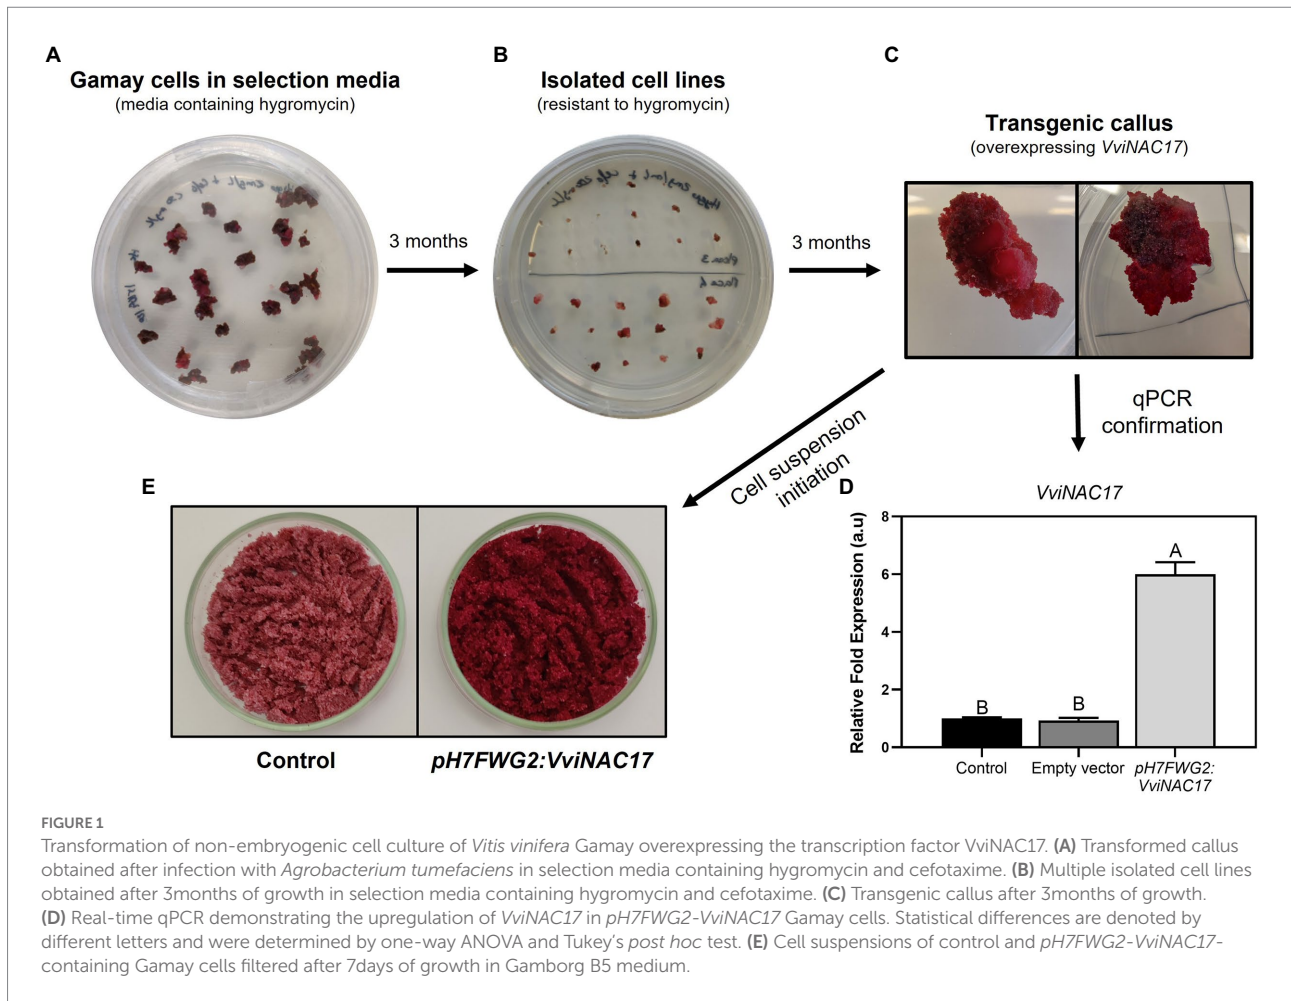 A
Gamay cells in selection media
(media containing hygromycin)
3 months
B
Isolated cell lines
(resistant to hygromycin)
3 months
C
Transgenic callus
(overexpressing VviNAC17)
qPCR
confirmation
Cell suspension
initiation
D
VviNAC17
Relative Fold Expression (a.u)
8
6
4
2
0
B
B
A
Control
Empty vector
pH7FWG2:
VviNAC17
E
Control
pH7FWG2:VviNAC17
FIGURE 1
Transformation of non-embryogenic cell culture of Vitis vinifera Gamay overexpressing the transcription factor VviNAC17. (A) Transformed callus
obtained after infection with Agrobacterium tumefaciens in selection media containing hygromycin and cefotaxime. (B) Multiple isolated cell lines
obtained after 3months of growth in selection media containing hygromycin and cefotaxime. (C) Transgenic callus after 3months of growth.
(D) Real-time qPCR demonstrating the upregulation of VviNAC17 in pH7FWG2-VviNAC17 Gamay cells. Statistical differences are denoted by
different letters and were determined by one-way ANOVA and Tukey’s post hoc test. (E) Cell suspensions of control and pH7FWG2-VviNAC17-
containing Gamay cells filtered after 7days of growth in Gamborg B5 medium.